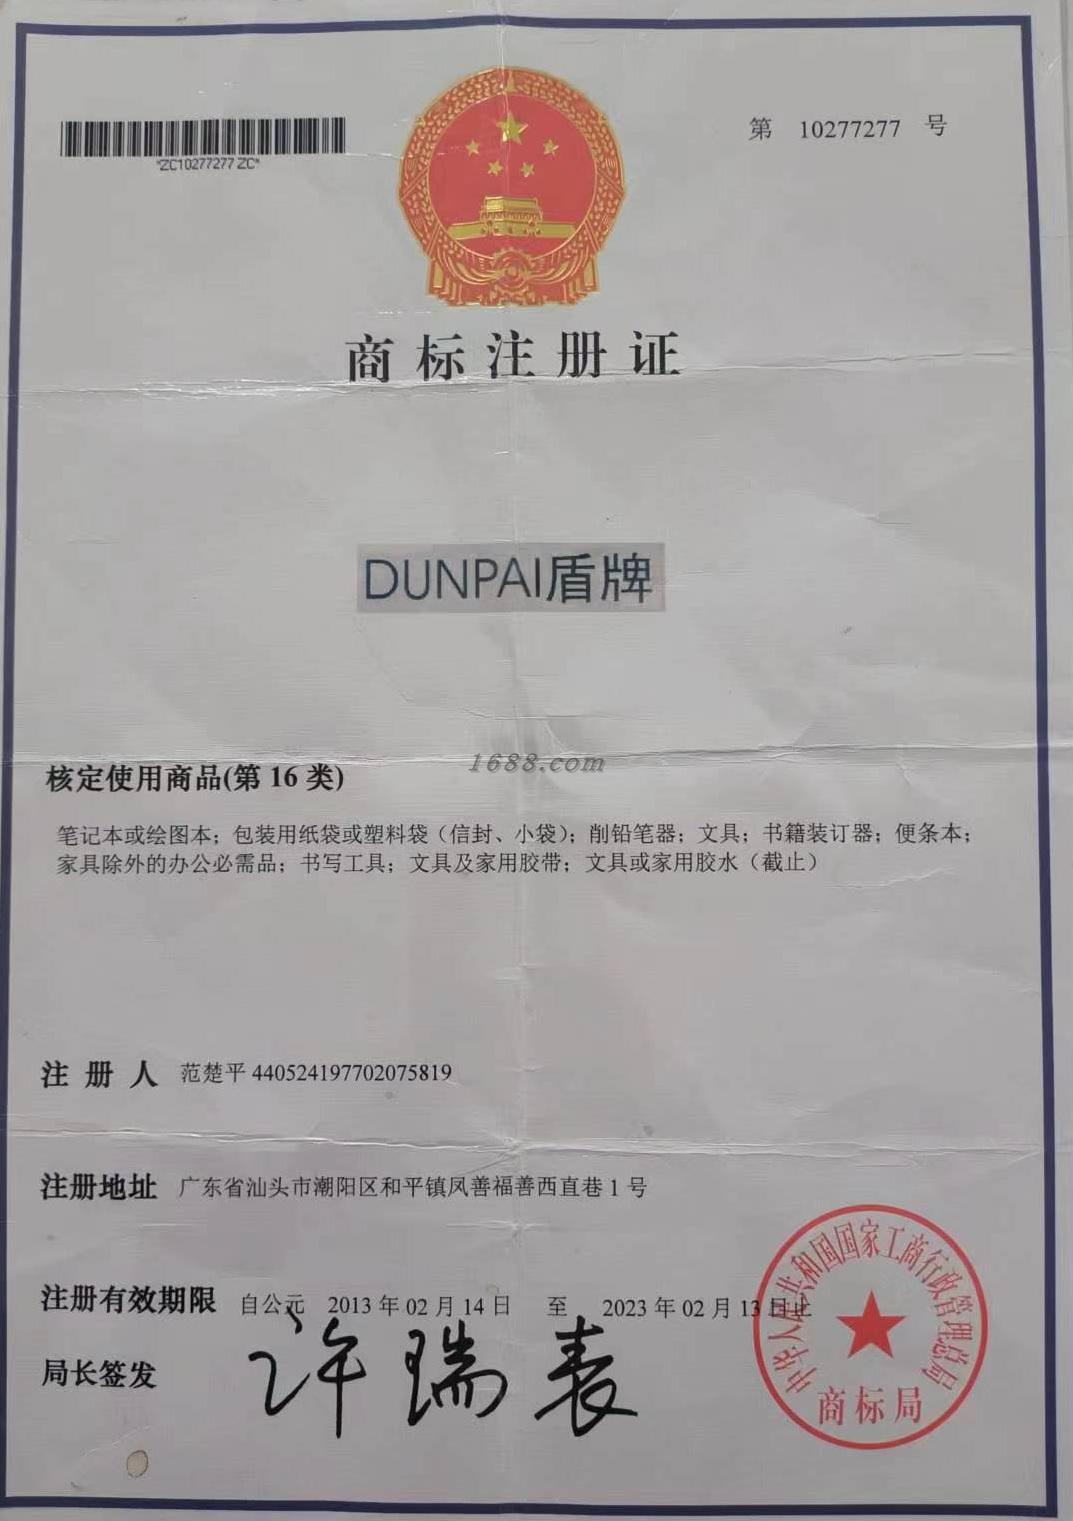 第 10277277 号
*ZC10277277 ZC*
商标注册证
DUNPAI盾牌
1688.com
核定使用商品(第 16 类)
笔记本或绘图本；包装用纸袋或塑料袋（信封、小袋）；削铅笔器；文具；书籍装订器；便条本；
家具除外的办公必需品；书写工具；文具及家用胶带；文具或家用胶水（截止）
注 册 人 范楚平 440524197702075819
注册地址 广东省汕头市潮阳区和平镇凤善福善西直巷 1 号
注册有效期限 自公元 2013 年 02 月 14 日 至 2023 年 02 月 13 日止
局长签发 许瑞表
中华人民共和国国家工商行政管理总局
商标局